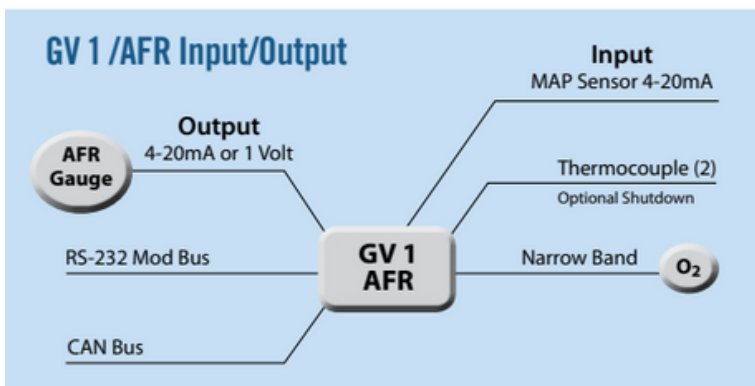 GV 1 /AFR Input/Output
Input
MAP Sensor 4-20mA
Output
4-20mA or 1 Volt
AFR
Gauge
Thermocouple (2)
Optional Shutdown
RS-232 Mod Bus
GV 1
AFR
Narrow Band
O₂
CAN Bus